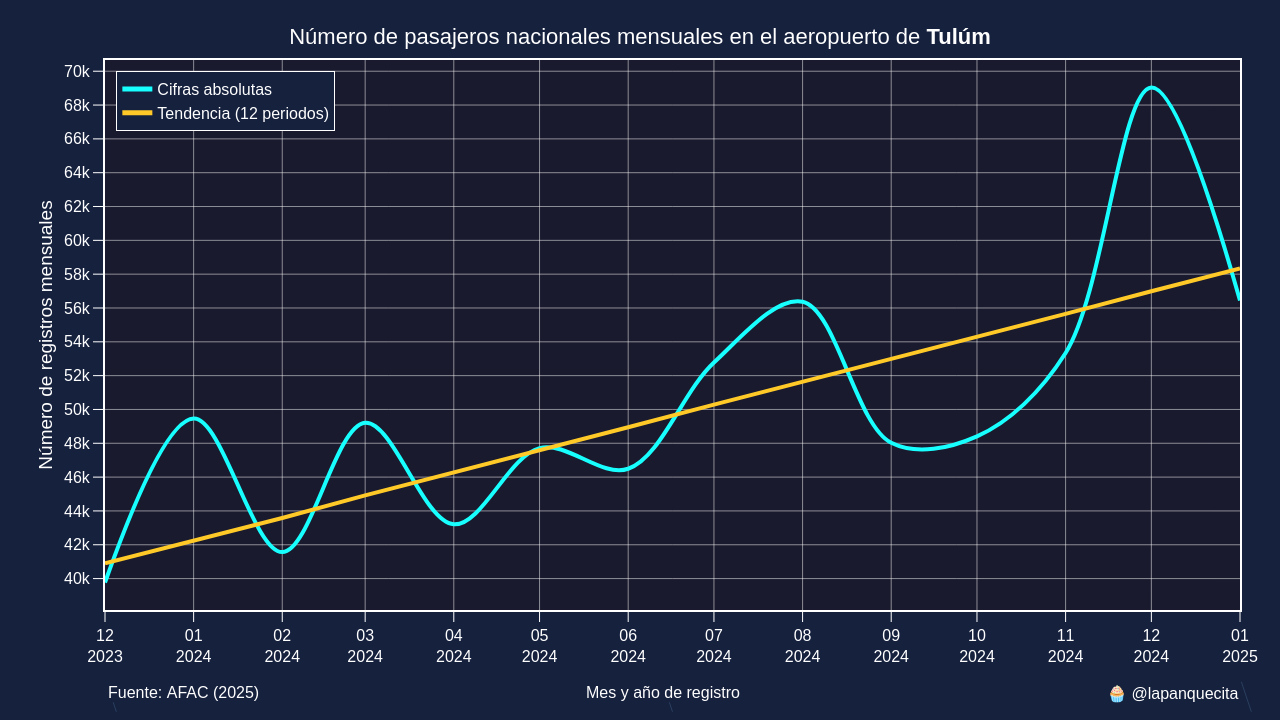 Número de pasajeros nacionales mensuales en el aeropuerto de Tulúm
Cifras absolutas
Tendencia (12 periodos)
Número de registros mensuales
70k
68k
66k
64k
62k
60k
58k
56k
54k
52k
50k
48k
46k
44k
42k
40k
12 01 02 03 04 05 06 07 08 09 10 11 12 01
2023 2024 2024 2024 2024 2024 2024 2024 2024 2024 2024 2024 2024 2025
Fuente: AFAC (2025)
Mes y año de registro
🧁 @lapanquecita